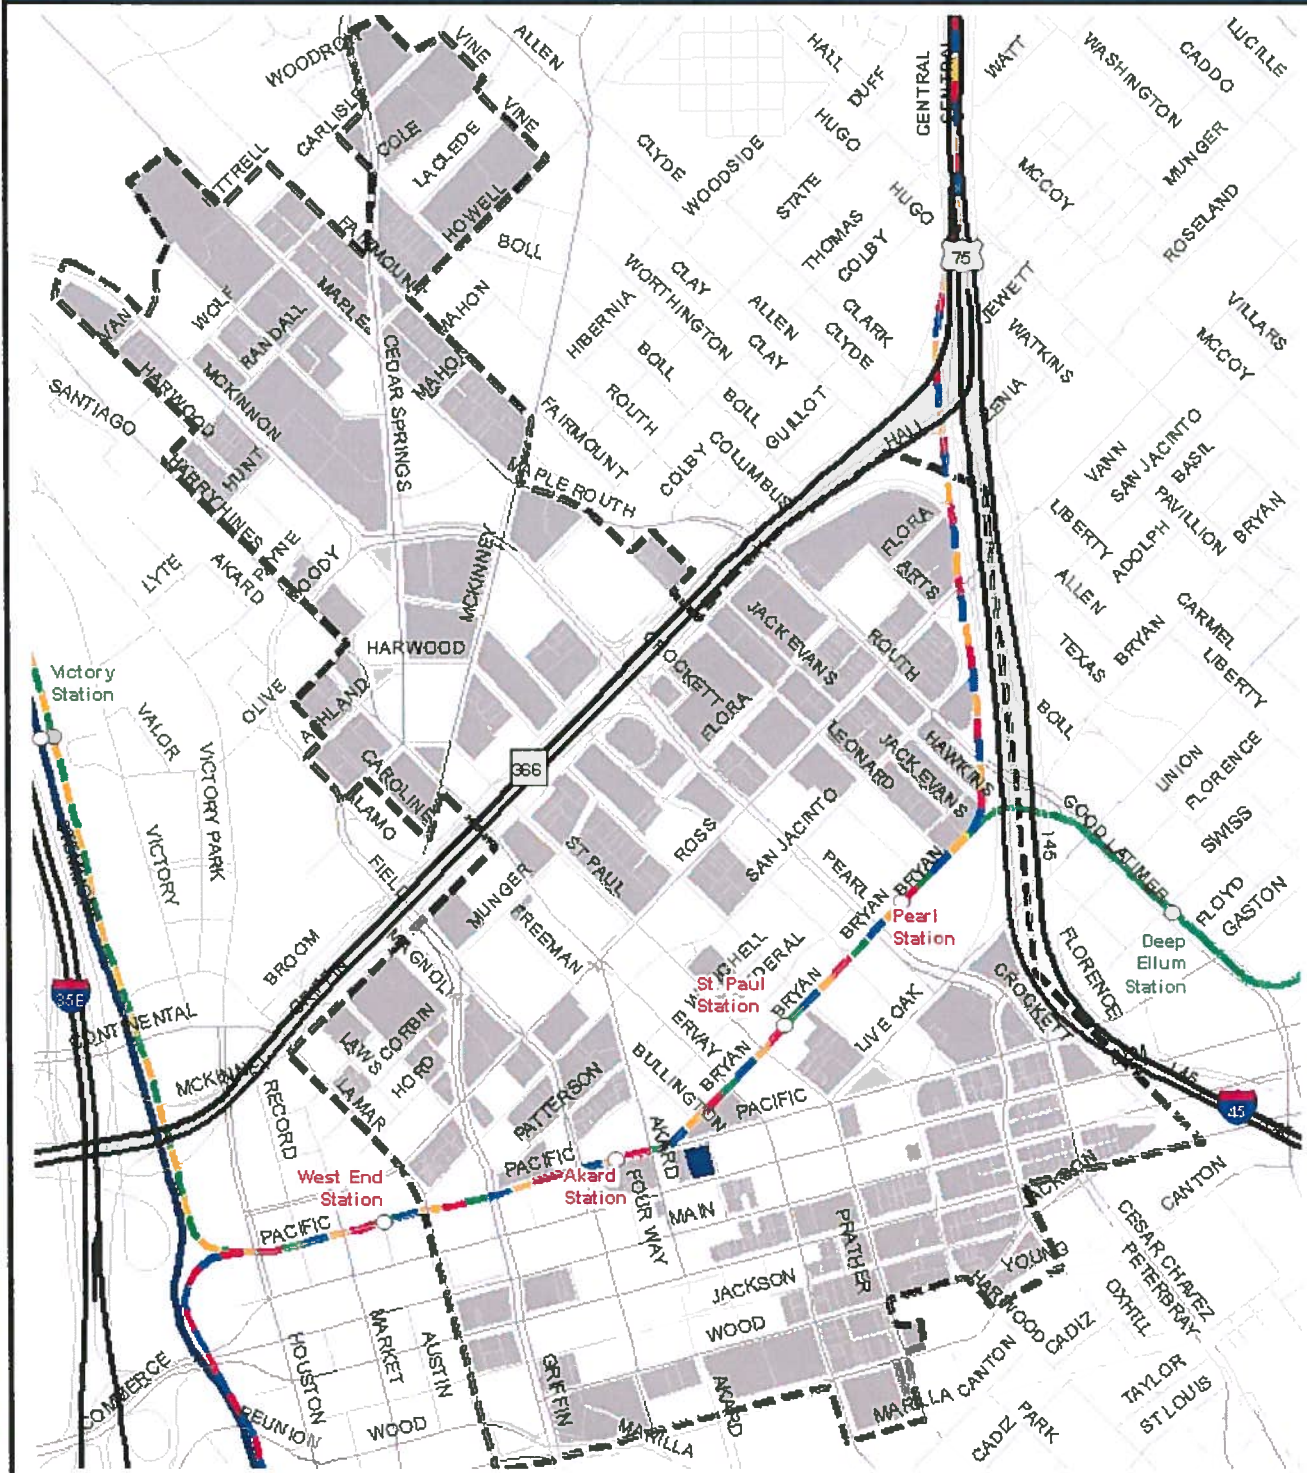 WOODROW
VINE
ALLEN
HALL
DUFF
CENTRAL
CENTRAL
WATT
WASHINGTON
CADDO
LUCILLE
CARLISLE
COLE
LACLEDE
VINE
HUGO
CLYDE
WOODSIDE
MUNGER
MCCOY
HOWELL
FAIRMOUNT
BOLL
STATE
THOMAS
COLBY
HUGO
ROSELAND
75
VAN
WOLF
RANDALL
MAPLE
MAHON
MAHON
HIBERNIA
WORTHINGTON
CLAY
ALLEN
CLAY
CLARK
CLYDE
JEWETT
WATKINS
VILLARS
MCCOY
SANTIAGO
HARWOOD
MCKINNON
CEDAR SPRINGS
BOLL
ROUTH
BOLL
GUILLOT
HALL
HUNT
HARRY HINES
FAIRMOUNT
COLBY
COLUMBUS
VANN
SAN JACINTO
BASIL
PAVILLION
BRYAN
MAPLE ROUTH
LIBERTY
ADOLPH
LYTE
AKARD
PAYNE
MOODY
MCKINNEY
FLORA
ARTS
ALLEN
CARMEL
BRYAN
TEXAS
LIBERTY
HARWOOD
CROCKETT
JACK EVANS
ROUTH
Victory
Station
VALOR
OLIVE
ASHLAND
FLORA
BOLL
VICTORY PARK
CAROLINE
ALAMO
366
LEONARD
JACK EVANS
HAWKINS
UNION
FLORENCE
SWISS
VICTORY
FIELD
ST PAUL
ROSS
SAN JACINTO
PEARL
BRYAN
I45
GOOD LATIMER
FLOYD
GASTON
MUNGER
FREEMAN
BRYAN
Pearl
Station
BROOM
MAGNOLIA
St. Paul
Station
BRYAN
Deep
Ellum
Station
35E
CONTINENTAL
FLORENCE
CROCKETT
LIVE OAK
LAWS
CORBIN
HORD
ERVAY
BULLINGTON
BRYAN
MCKINNEY
LAMAR
RECORD
PATTERSON
PACIFIC
I45
45
West End
Station
PACIFIC
Akard
Station
AKARD
FOUR WAY
MAIN
PACIFIC
PRATHER
JACKSON
CANTON
CESAR CHAVEZ
PETERBRAY
OXHILL
YOUNG
HARWOOD
CADIZ
JACKSON
WOOD
COMMERCE
HOUSTON
MARKET
AUSTIN
GRIFFIN
REUNION
WOOD
MARILLA
AKARD
MARILLA
CANTON
CADIZ
PARK
TAYLOR
ST LOUIS